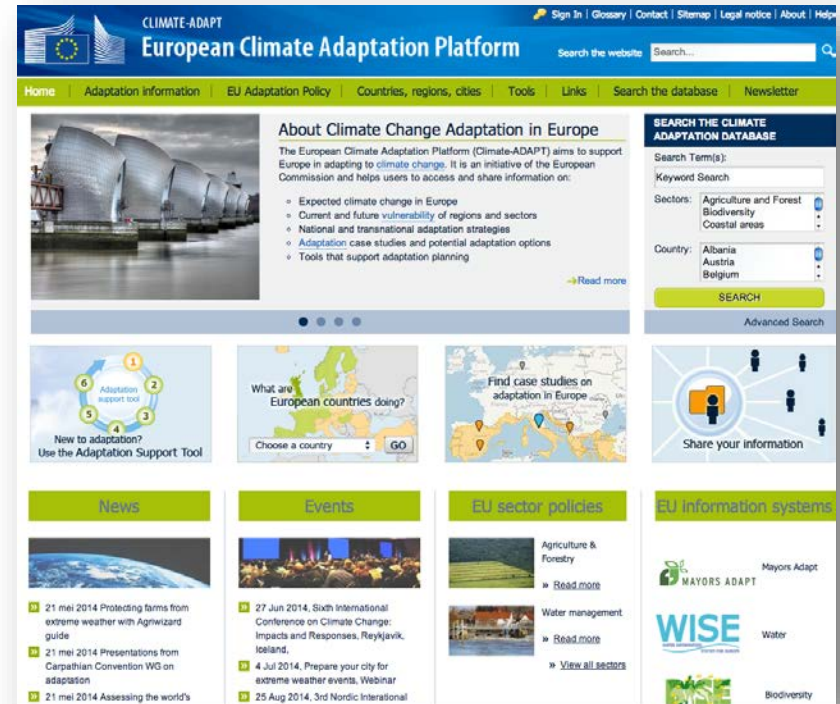 CLIMATE-ADAPT
European Climate Adaptation Platform
Sign In | Glossary | Contact | Sitemap | Legal notice | About | Help
Search the website Search...
Home | Adaptation information | EU Adaptation Policy | Countries, regions, cities | Tools | Links | Search the database | Newsletter
About Climate Change Adaptation in Europe
The European Climate Adaptation Platform (Climate-ADAPT) aims to support
Europe in adapting to climate change. It is an initiative of the European
Commission and helps users to access and share information on:
Expected climate change in Europe
Current and future vulnerability of regions and sectors
National and transnational adaptation strategies
Adaptation case studies and potential adaptation options
Tools that support adaptation planning
Read more
SEARCH THE CLIMATE
ADAPTATION DATABASE
Search Term(s):
Keyword Search
Sectors: Agriculture and Forest
Biodiversity
Coastal areas
Country: Albania
Austria
Belgium
SEARCH
Advanced Search
1
2
3
4
5
6
Adaptation
support tool
New to adaptation?
Use the Adaptation Support Tool
What are
European countries doing?
Choose a country GO
Find case studies on
adaptation in Europe
Share your information
News
21 mei 2014 Protecting farms from
extreme weather with Agriwizard
guide
21 mei 2014 Presentations from
Carpathian Convention WG on
adaptation
21 mei 2014 Assessing the world's
Events
27 Jun 2014, Sixth International
Conference on Climate Change:
Impacts and Responses, Reykjavik,
Iceland,
4 Jul 2014, Prepare your city for
extreme weather events, Webinar
25 Aug 2014, 3rd Nordic Interational
EU sector policies
Agriculture &
Forestry
» Read more
Water management
» Read more
» View all sectors
EU information systems
MAYORS ADAPT
Mayors Adapt
WISE
Water
Biodiversity